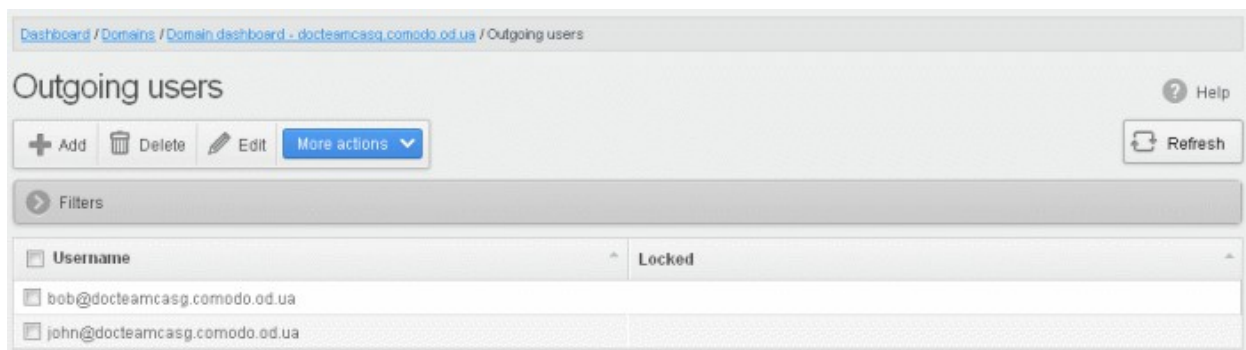 Dashboard / Domains / Domain dashboard - docteamcasg.comodo.od.ua / Outgoing users
Outgoing users
Help
Add Delete Edit More actions
Refresh
Filters
Username Locked
bob@docteamcasg.comodo.od.ua
john@docteamcasg.comodo.od.ua